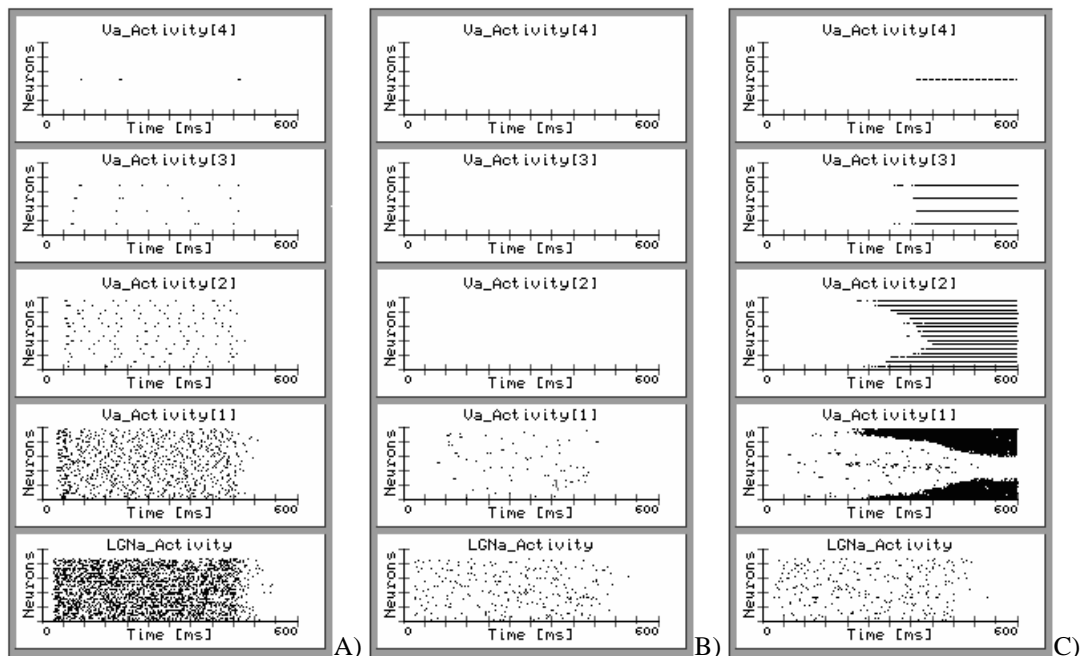 Va_Activity[4]
Neurons
0
Time [ms]
600
Va_Activity[3]
Neurons
0
Time [ms]
600
Va_Activity[2]
Neurons
0
Time [ms]
600
Va_Activity[1]
Neurons
0
Time [ms]
600
LGNa_Activity
Neurons
0
Time [ms]
600
A)
Va_Activity[4]
Neurons
0
Time [ms]
600
Va_Activity[3]
Neurons
0
Time [ms]
600
Va_Activity[2]
Neurons
0
Time [ms]
600
Va_Activity[1]
Neurons
0
Time [ms]
600
LGNa_Activity
Neurons
0
Time [ms]
600
B)
Va_Activity[4]
Neurons
0
Time [ms]
600
Va_Activity[3]
Neurons
0
Time [ms]
600
Va_Activity[2]
Neurons
0
Time [ms]
600
Va_Activity[1]
Neurons
0
Time [ms]
600
LGNa_Activity
Neurons
0
Time [ms]
600
C)